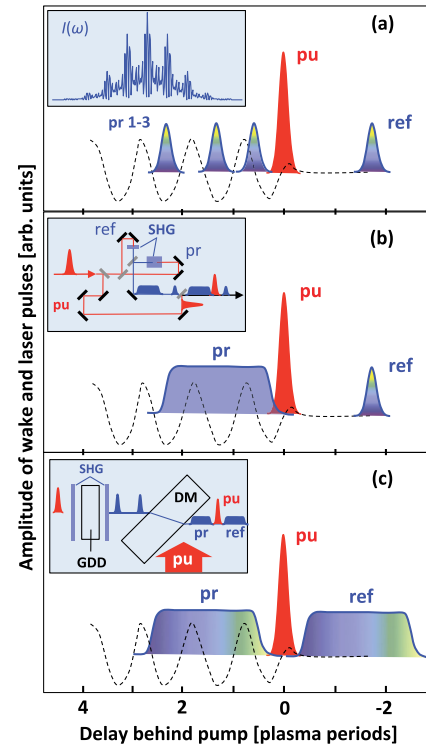 (a)
I(ω)
pu
pr 1-3
ref
(b)
ref
SHG
pr
pu
pu
pr
ref
(c)
SHG
DM
pu
pr
ref
GDD
pu
pu
pr
ref
4
2
0
-2
Delay behind pump [plasma periods]
Amplitude of wake and laser pulses [arb. units]